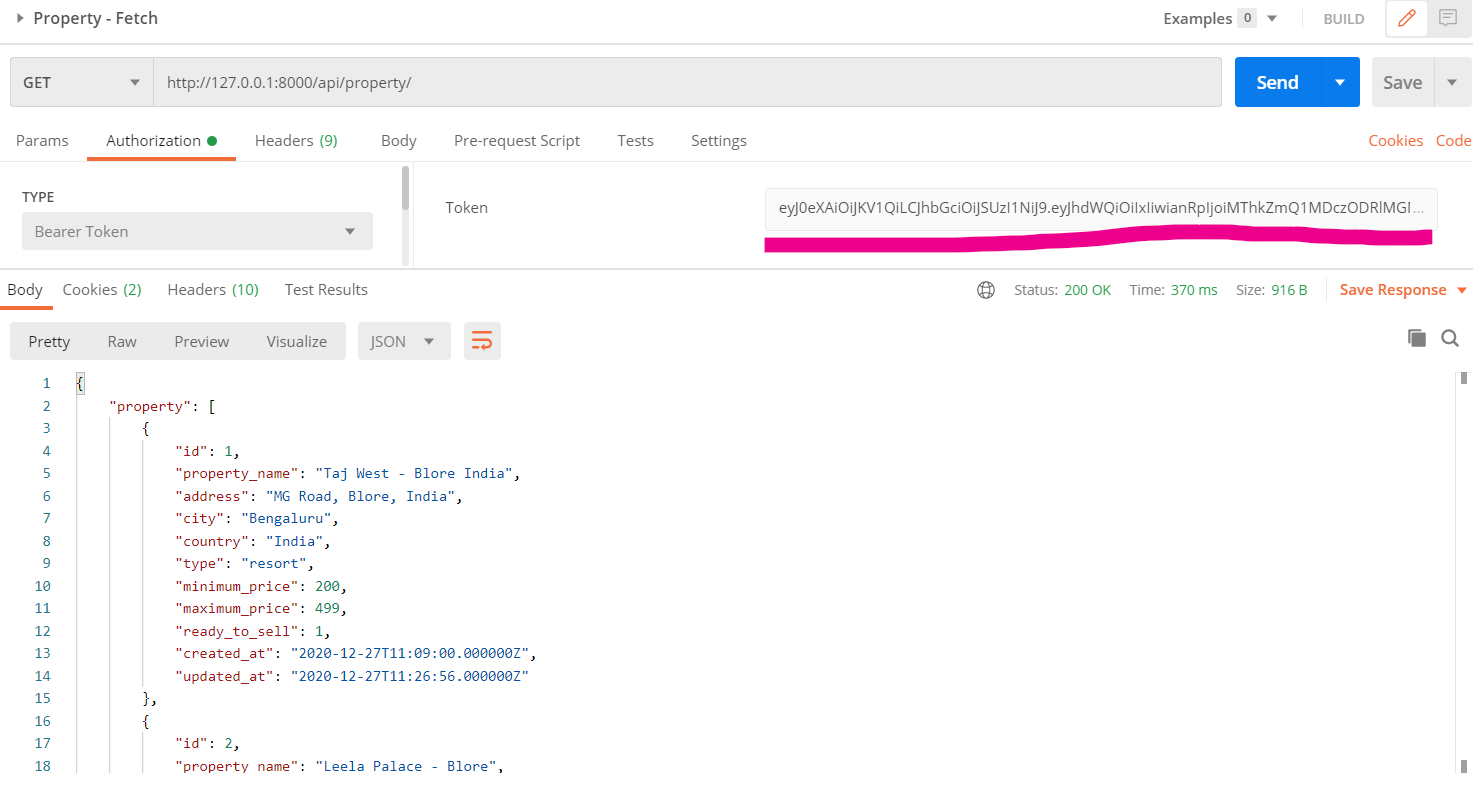 Property - Fetch Examples 0 BUILD
GET http://127.0.0.1:8000/api/property/ Send Save
Params Authorization Headers (9) Body Pre-request Script Tests Settings Cookies Code
TYPE
Bearer Token
Token eyJ0eXAiOiJKV1QiLCJhbGciOiJSUzI1NiJ9.eyJhdWQiOiIxIiwianRpIjoiMThkZmQ1MDczODRlMGI...
Body Cookies (2) Headers (10) Test Results Status: 200 OK Time: 370 ms Size: 916 B Save Response
Pretty Raw Preview Visualize JSON
1 {
2 "property": [
3 {
4 "id": 1,
5 "property_name": "Taj West - Blore India",
6 "address": "MG Road, Blore, India",
7 "city": "Bengaluru",
8 "country": "India",
9 "type": "resort",
10 "minimum_price": 200,
11 "maximum_price": 499,
12 "ready_to_sell": 1,
13 "created_at": "2020-12-27T11:09:00.000000Z",
14 "updated_at": "2020-12-27T11:26:56.000000Z"
15 },
16 {
17 "id": 2,
18 "property_name": "Leela Palace - Blore",